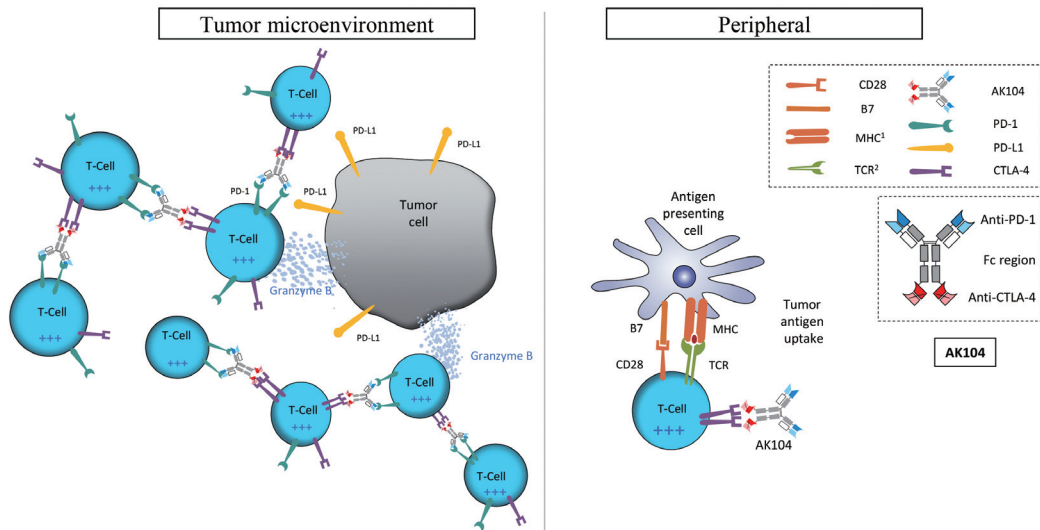 Tumor microenvironment
T-Cell
+++
PD-L1
PD-L1
T-Cell
+++
PD-1
PD-L1
T-Cell
+++
Tumor
cell
Granzyme B
T-Cell
+++
PD-L1
T-Cell
+++
Granzyme B
T-Cell
+++
T-Cell
+++
T-Cell
+++
Peripheral
CD28
AK104
B7
PD-1
MHC¹
PD-L1
TCR²
CTLA-4
Antigen
presenting
cell
Anti-PD-1
Fc region
Anti-CTLA-4
AK104
B7
MHC
Tumor
antigen
uptake
CD28
TCR
T-Cell
+++
AK104